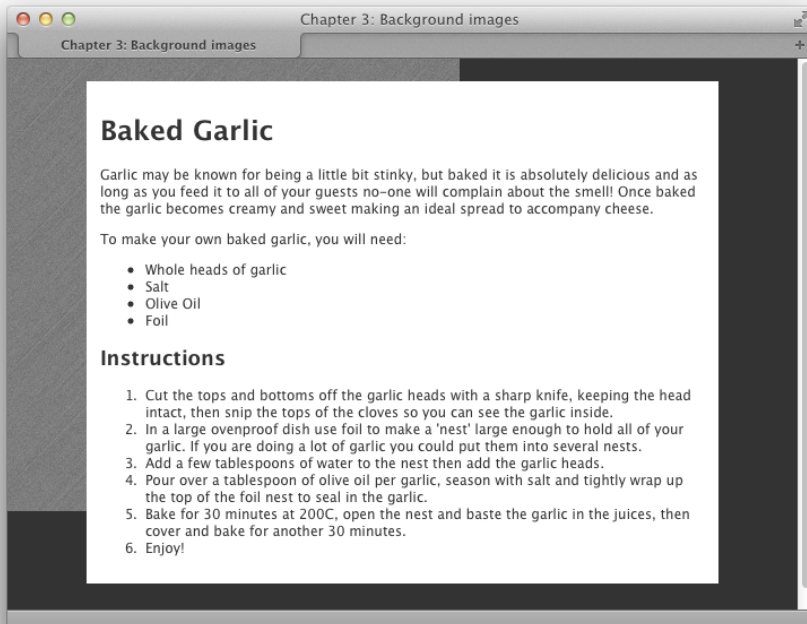 Chapter 3: Background images
Chapter 3: Background images
Baked Garlic
Garlic may be known for being a little bit stinky, but baked it is absolutely delicious and as
long as you feed it to all of your guests no-one will complain about the smell! Once baked
the garlic becomes creamy and sweet making an ideal spread to accompany cheese.
To make your own baked garlic, you will need:
• Whole heads of garlic
• Salt
• Olive Oil
• Foil
Instructions
1. Cut the tops and bottoms off the garlic heads with a sharp knife, keeping the head
intact, then snip the tops of the cloves so you can see the garlic inside.
2. In a large ovenproof dish use foil to make a 'nest' large enough to hold all of your
garlic. If you are doing a lot of garlic you could put them into several nests.
3. Add a few tablespoons of water to the nest then add the garlic heads.
4. Pour over a tablespoon of olive oil per garlic, season with salt and tightly wrap up
the top of the foil nest to seal in the garlic.
5. Bake for 30 minutes at 200C, open the nest and baste the garlic in the juices, then
cover and bake for another 30 minutes.
6. Enjoy!